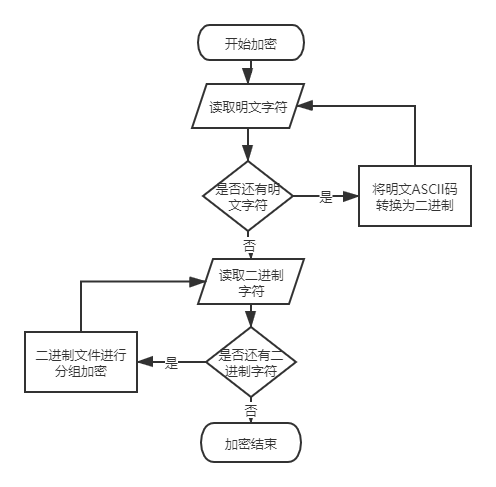 开始加密
读取明文字符
是否还有明
文字符
是
将明文ASCII码
转换为二进制
否
读取二进制
字符
二进制文件进行
分组加密
是
是否还有二
进制字符
否
加密结束